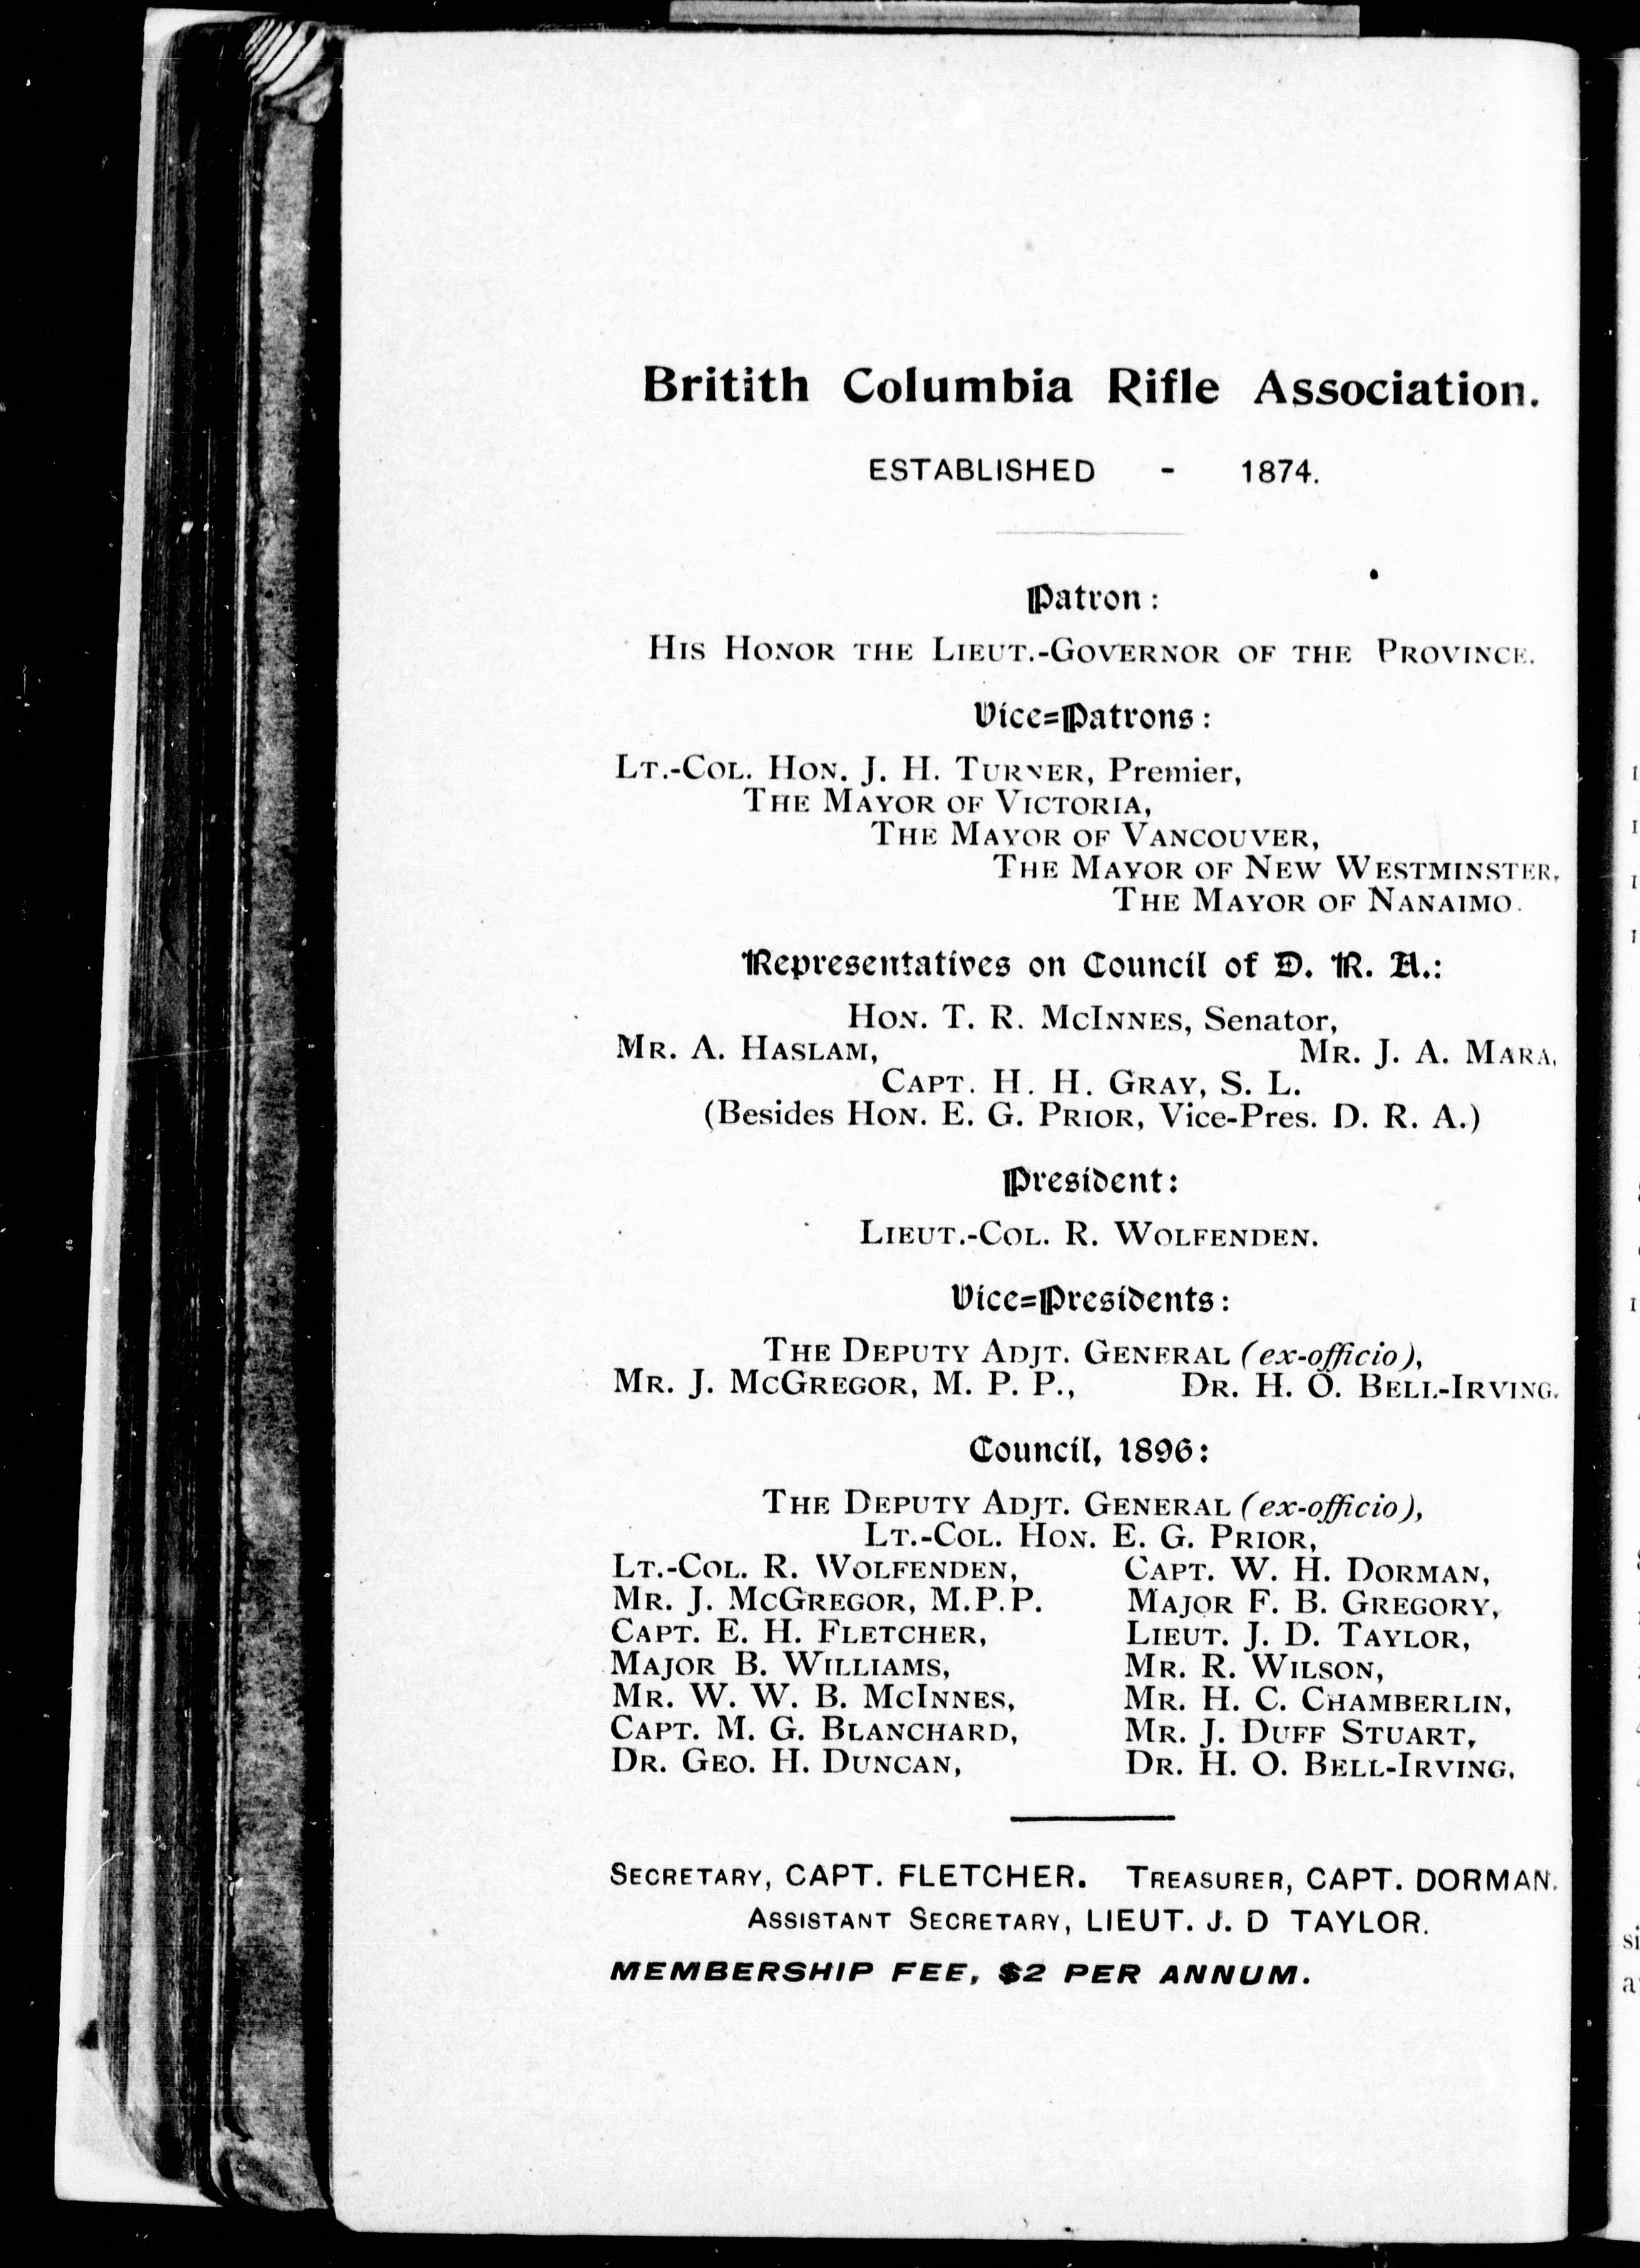 Britith Columbia Rifle Association.
ESTABLISHED - 1874.
Patron:
HIS HONOR THE LIEUT.-GOVERNOR OF THE PROVINCE.
Vice=Patrons:
LT.-COL. HON. J. H. TURNER, Premier,
THE MAYOR OF VICTORIA,
THE MAYOR OF VANCOUVER,
THE MAYOR OF NEW WESTMINSTER,
THE MAYOR OF NANAIMO.
Representatives on Council of D. R. A.:
HON. T. R. MCINNES, Senator,
MR. A. HASLAM, MR. J. A. MARA,
CAPT. H. H. GRAY, S. L.
(Besides HON. E. G. PRIOR, Vice-Pres. D. R. A.)
President:
LIEUT.-COL. R. WOLFENDEN.
Vice=Presidents:
THE DEPUTY ADJT. GENERAL (ex-officio),
MR. J. MCGREGOR, M. P. P., DR. H. O. BELL-IRVING.
Council, 1896:
THE DEPUTY ADJT. GENERAL (ex-officio),
LT.-COL. HON. E. G. PRIOR,
LT.-COL. R. WOLFENDEN, CAPT. W. H. DORMAN,
MR. J. MCGREGOR, M.P.P. MAJOR F. B. GREGORY,
CAPT. E. H. FLETCHER, LIEUT. J. D. TAYLOR,
MAJOR B. WILLIAMS, MR. R. WILSON,
MR. W. W. B. MCINNES, MR. H. C. CHAMBERLIN,
CAPT. M. G. BLANCHARD, MR. J. DUFF STUART,
DR. GEO. H. DUNCAN, DR. H. O. BELL-IRVING,
SECRETARY, CAPT. FLETCHER. TREASURER, CAPT. DORMAN.
ASSISTANT SECRETARY, LIEUT. J. D TAYLOR.
MEMBERSHIP FEE, $2 PER ANNUM.